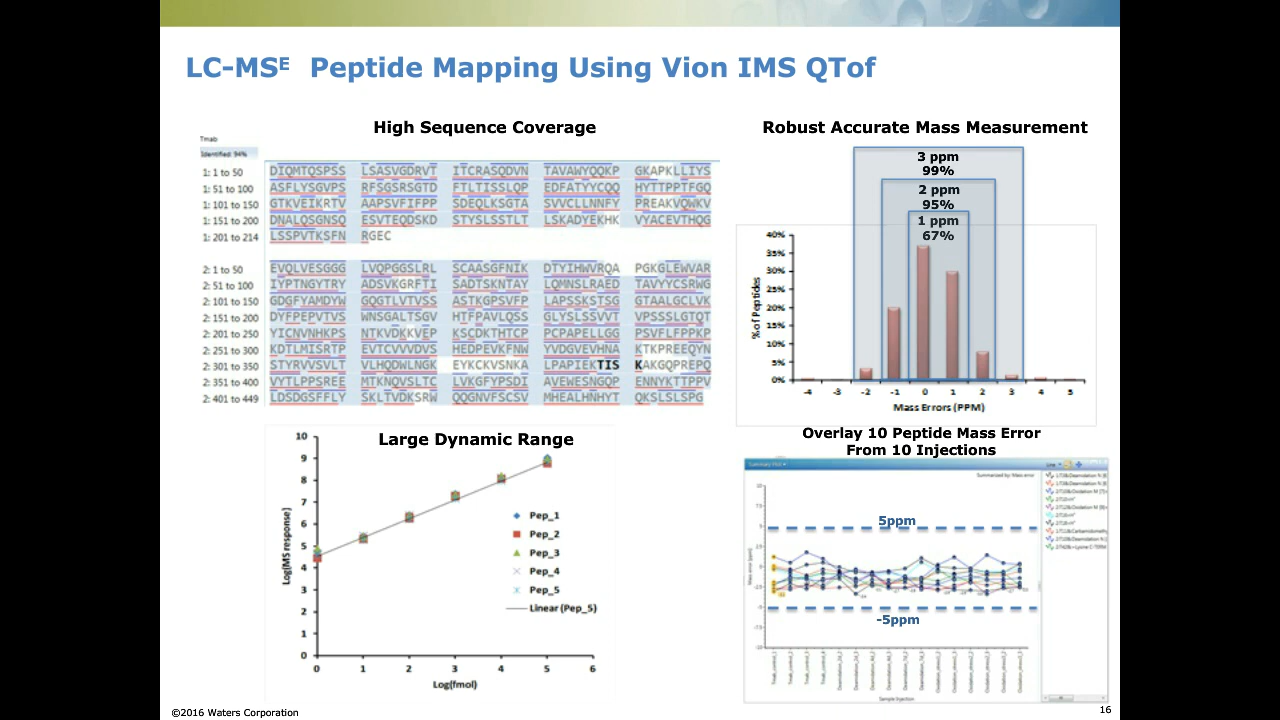 LC-MSE Peptide Mapping Using Vion IMS QTof
High Sequence Coverage
Tmab
Identified: 94%
1: 1 to 50 DIQMTQSPSS LSASVGDRVT ITCRASQDVN TAVAWYQQKP GKAPKLLIYS
1: 51 to 100 ASFLYSGVPS RFSGSRSGTD FTLTISSLQP EDFATYYCQQ HYTTPPTFGQ
1: 101 to 150 GTKVEIKRTV AAPSVFIFPP SDEQLKSGTA SVVCLLNNFY PREAKVQWKV
1: 151 to 200 DNALQSGNSQ ESVTEQDSKD STYSLSSTLT LSKADYEKHK VYACEVTHQG
1: 201 to 214 LSSPVTKSFN RGEC
2: 1 to 50 EVQLVESGGG LVQPGGSLRL SCAASGFNIK DTYIHWVRQA PGKGLEWVAR
2: 51 to 100 IYPTNGYTRY ADSVKGRFTI SADTSKNTAY LQMNSLRAED TAVYYCSRWG
2: 101 to 150 GDGFYAMDYW GQGTLVTVSS ASTKGPSVFP LAPSSKSTSG GTAALGCLVK
2: 151 to 200 DYFPEPVTVS WNSGALTSGV HTFPAVLQSS GLYSLSSVVT VPSSSLGTQT
2: 201 to 250 YICNVNHKPS NTKVDKKVEP KSCDKTHTCP PCPAPELLGG PSVFLFPPKP
2: 251 to 300 KDTLMISRTP EVTCVVVDVS HEDPEVKFNW YVDGVEVHNA KTKPREEQYN
2: 301 to 350 STYRVVSVLT VLHQDWLNGK EYKCKVSNKA LPAPIEKTIS KAKGQPREPQ
2: 351 to 400 VYTLPPSREE MTKNQVSLTC LVKGFYPSDI AVEWESNGQP ENNYKTTPPV
2: 401 to 449 LDSDGSFFLY SKLTVDKSRW QQGNVFSCSV MHEALHNHYT QKSLSLSPG
Robust Accurate Mass Measurement
3 ppm
99%
2 ppm
95%
1 ppm
67%
40%
35%
30%
25%
20%
15%
10%
5%
0%
% of Peptides
-4 -3 -2 -1 0 1 2 3 4 5
Mass Errors (PPM)
Large Dynamic Range
10
9
8
7
6
5
4
3
2
1
0
Log(MS response)
0 1 2 3 4 5 6
Log(fmol)
Pep_1
Pep_2
Pep_3
Pep_4
Pep_5
Linear (Pep_5)
Overlay 10 Peptide Mass Error
From 10 Injections
Summary Plot
Summarized by: Mass error
5ppm
-5ppm
Mass error (ppm)
Sample Injection
©2016 Waters Corporation
16